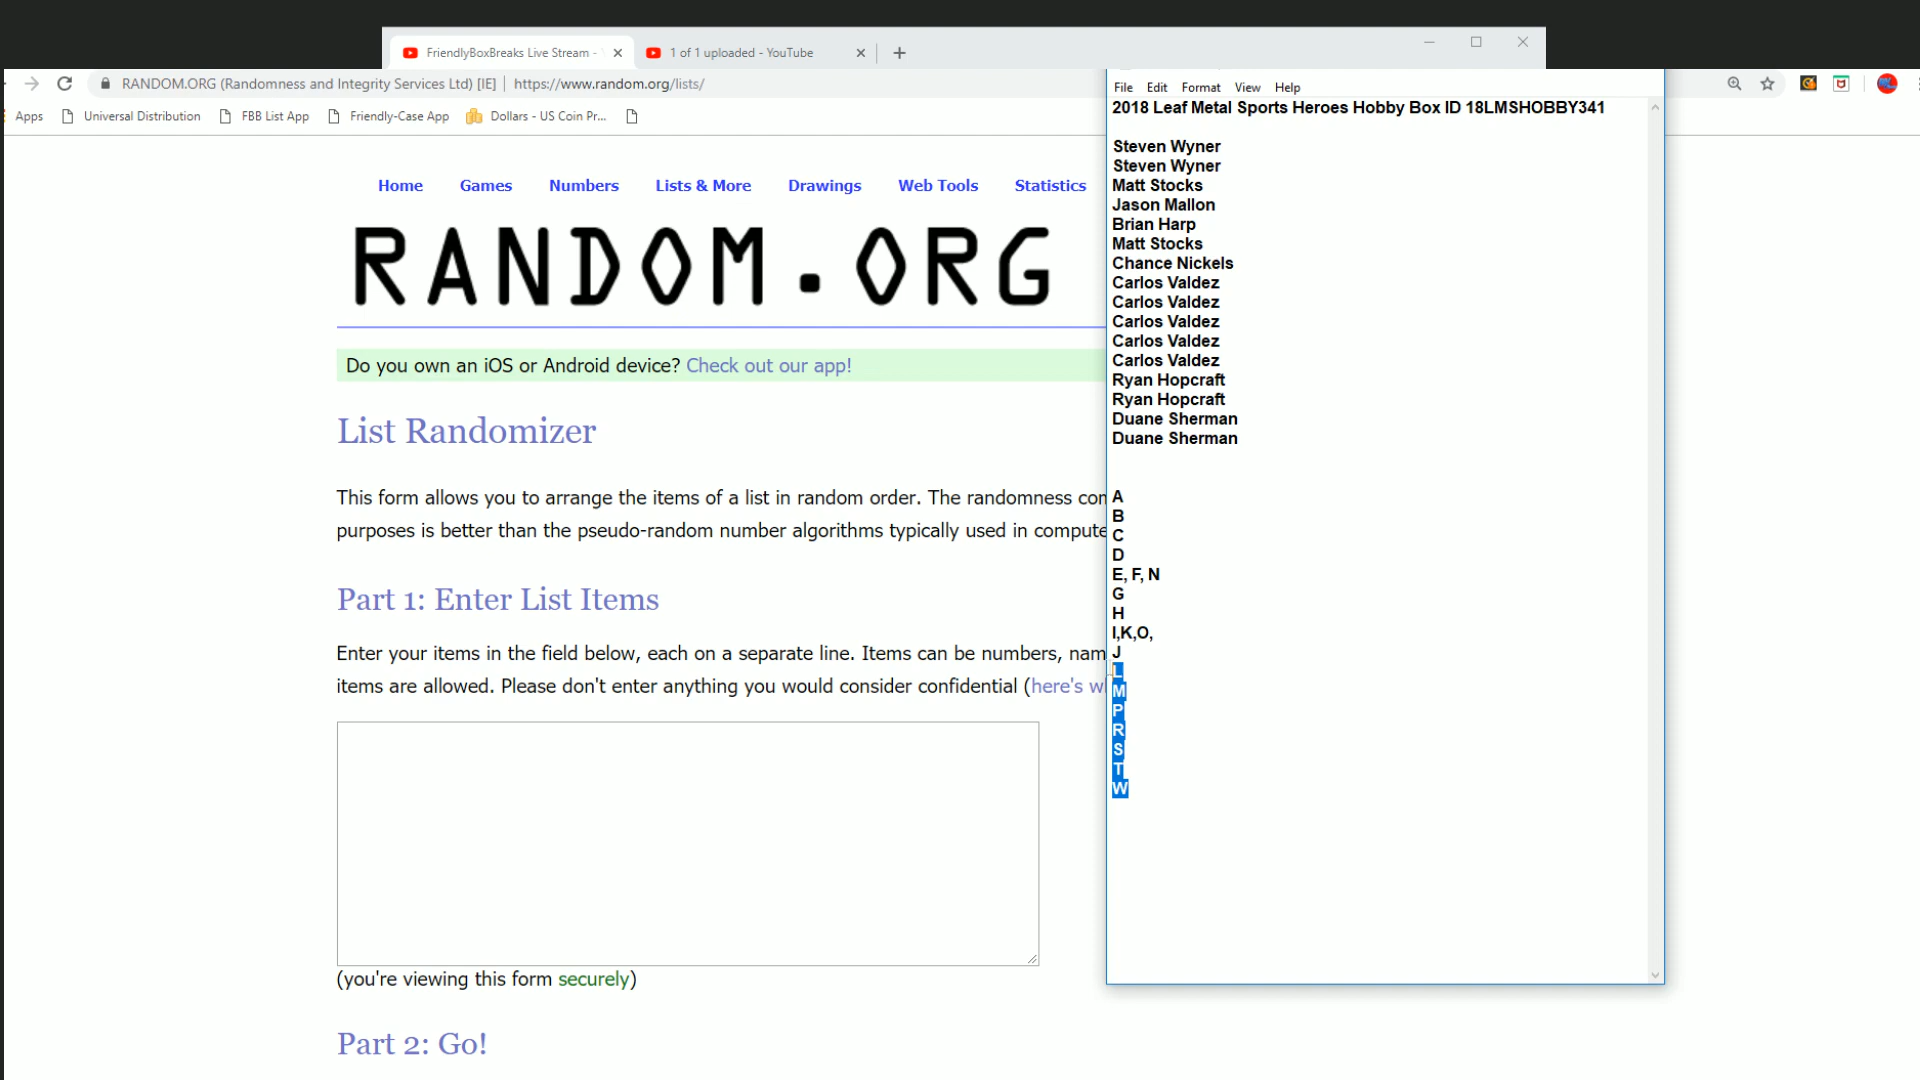 FriendlyBoxBreaks Live Stream -
1 of 1 uploaded - YouTube
RANDOM.ORG (Randomness and Integrity Services Ltd) [IE] | https://www.random.org/lists/
Apps Universal Distribution FBB List App Friendly-Case App Dollars - US Coin Pr...
Home Games Numbers Lists & More Drawings Web Tools Statistics
RANDOM.ORG
Do you own an iOS or Android device? Check out our app!
List Randomizer
This form allows you to arrange the items of a list in random order. The randomness com
purposes is better than the pseudo-random number algorithms typically used in compute
Part 1: Enter List Items
Enter your items in the field below, each on a separate line. Items can be numbers, nam
items are allowed. Please don't enter anything you would consider confidential (here's w
(you're viewing this form securely)
Part 2: Go!
File Edit Format View Help
2018 Leaf Metal Sports Heroes Hobby Box ID 18LMSHOBBY341
Steven Wyner
Steven Wyner
Matt Stocks
Jason Mallon
Brian Harp
Matt Stocks
Chance Nickels
Carlos Valdez
Carlos Valdez
Carlos Valdez
Carlos Valdez
Carlos Valdez
Ryan Hopcraft
Ryan Hopcraft
Duane Sherman
Duane Sherman
A
B
C
D
E, F, N
G
H
I,K,O,
J
L
M
P
R
S
T
W